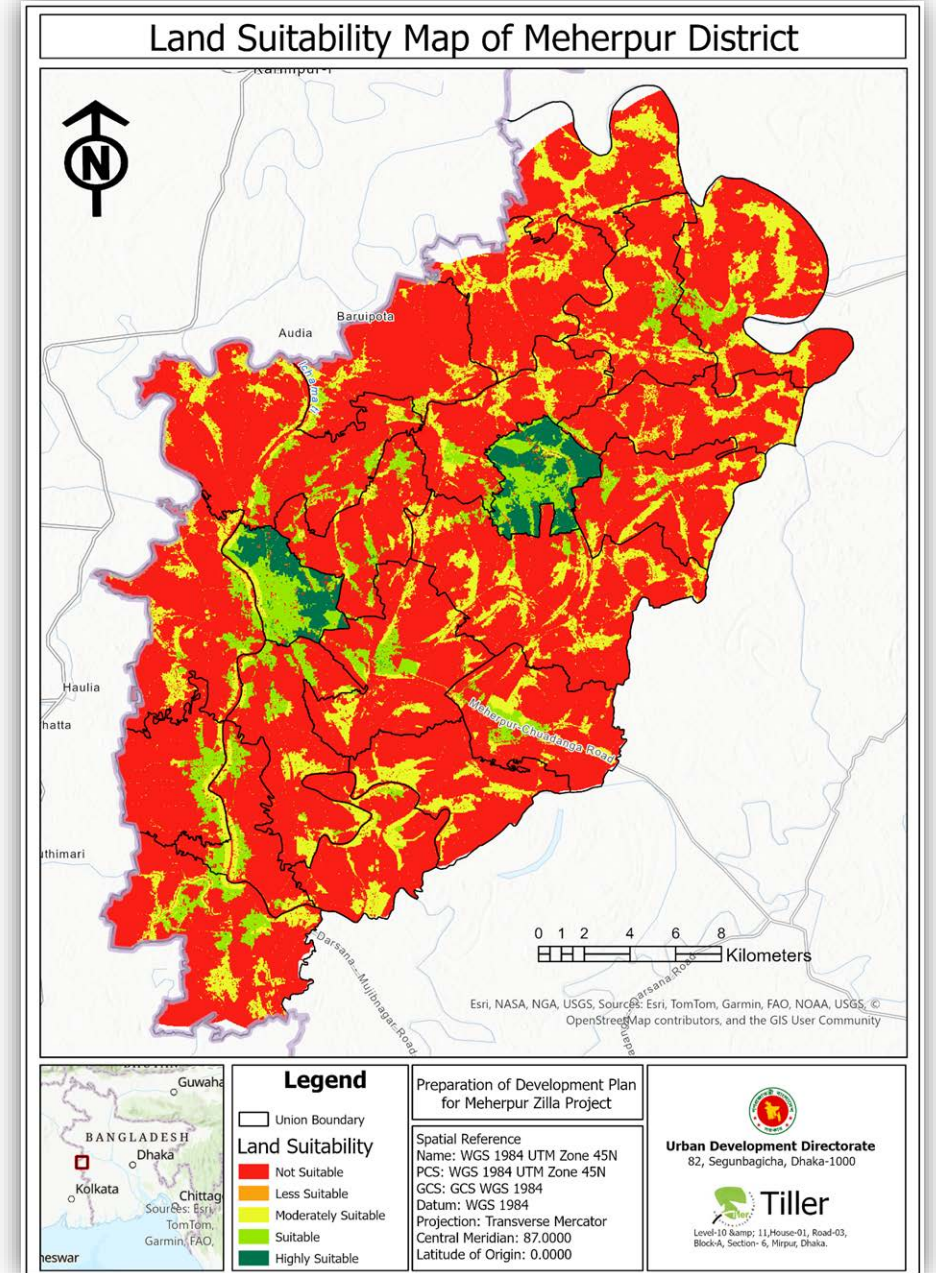 Land Suitability Map of Meherpur District
N
Audia
Baruipota
Ichamati
Haulia
hatta
uthimari
Meherpur-Chuadanga Road
Darsana - Mujibnagar Road
Darsana Road
0 1 2 4 6 8
Kilometers
Esri, NASA, NGA, USGS, Sources: Esri, TomTom, Garmin, FAO, NOAA, USGS, ©
OpenStreetMap contributors, and the GIS User Community
Guwaha
BANGLADESH
Dhaka
Kolkata
Chittag
Sources: Esri,
TomTom,
Garmin, FAO,
neswar
Legend
Union Boundary
Land Suitability
Not Suitable
Less Suitable
Moderately Suitable
Suitable
Highly Suitable
Preparation of Development Plan
for Meherpur Zilla Project
Spatial Reference
Name: WGS 1984 UTM Zone 45N
PCS: WGS 1984 UTM Zone 45N
GCS: GCS WGS 1984
Datum: WGS 1984
Projection: Transverse Mercator
Central Meridian: 87.0000
Latitude of Origin: 0.0000
Urban Development Directorate
82, Segunbagicha, Dhaka-1000
Tiller
Level-10 &amp; 11,House-01, Road-03,
Block-A, Section- 6, Mirpur, Dhaka.